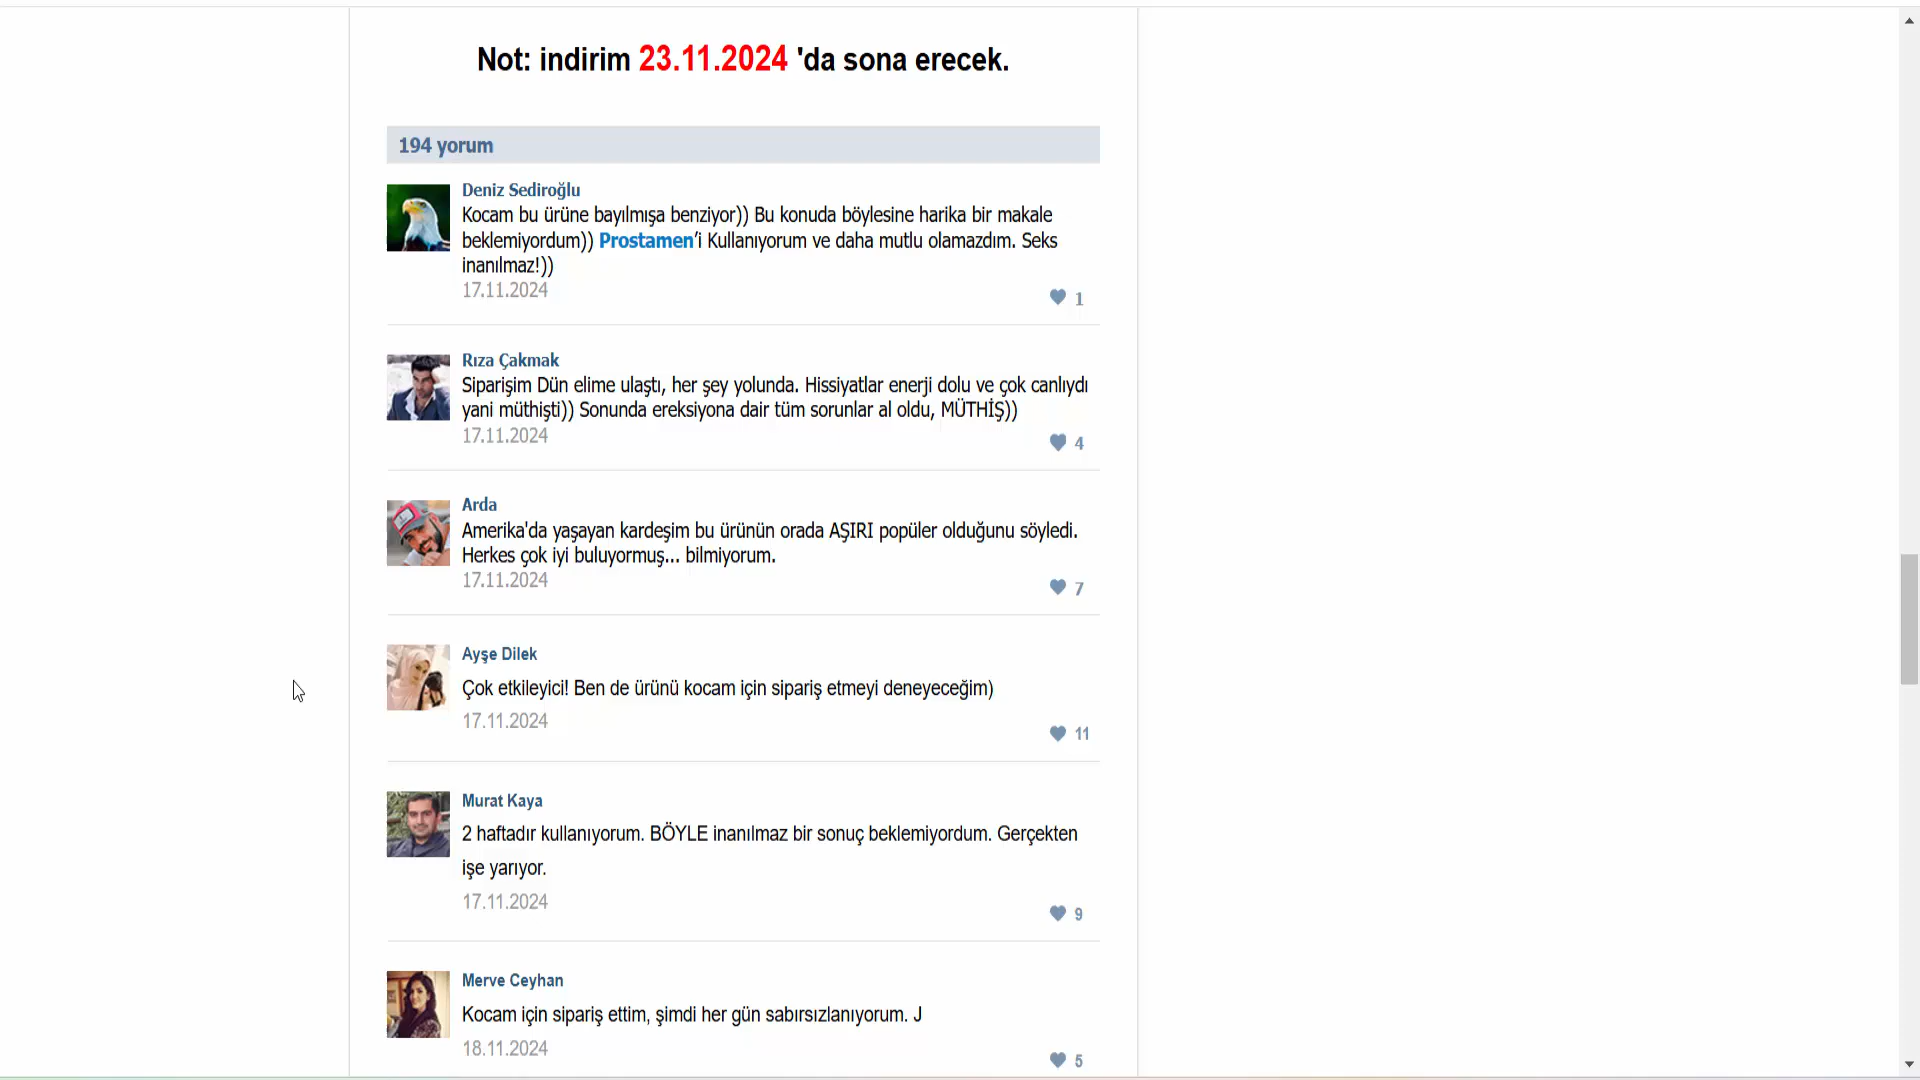 Not: indirim 23.11.2024 'da sona erecek.
194 yorum
Deniz Sediroğlu
Kocam bu ürüne bayılmışa benziyor)) Bu konuda böylesine harika bir makale
beklemiyordum)) Prostamen’i Kullanıyorum ve daha mutlu olamazdım. Seks
inanılmaz!))
17.11.2024
1
Rıza Çakmak
Siparişim Dün elime ulaştı, her şey yolunda. Hissiyatlar enerji dolu ve çok canlıydı
yani müthişti)) Sonunda ereksiyona dair tüm sorunlar al oldu, MÜTHİŞ))
17.11.2024
4
Arda
Amerika'da yaşayan kardeşim bu ürünün orada AŞIRI popüler olduğunu söyledi.
Herkes çok iyi buluyormuş... bilmiyorum.
17.11.2024
7
Ayşe Dilek
Çok etkileyici! Ben de ürünü kocam için sipariş etmeyi deneyeceğim)
17.11.2024
11
Murat Kaya
2 haftadır kullanıyorum. BÖYLE inanılmaz bir sonuç beklemiyordum. Gerçekten
işe yarıyor.
17.11.2024
9
Merve Ceyhan
Kocam için sipariş ettim, şimdi her gün sabırsızlanıyorum. J
18.11.2024
5